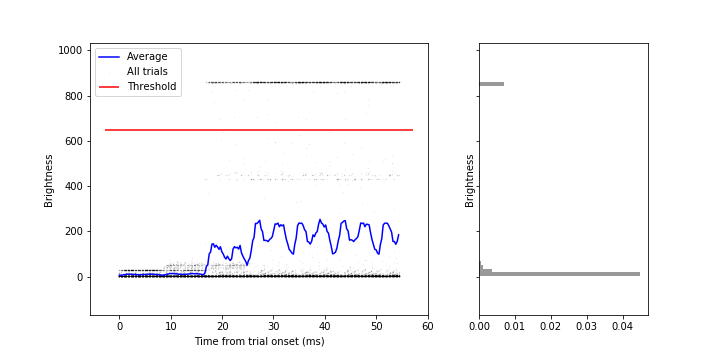 Average
All trials
Threshold
1000
800
600
400
200
0
Brightness
0 10 20 30 40 50 60
Time from trial onset (ms)
Brightness
0.00 0.01 0.02 0.03 0.04